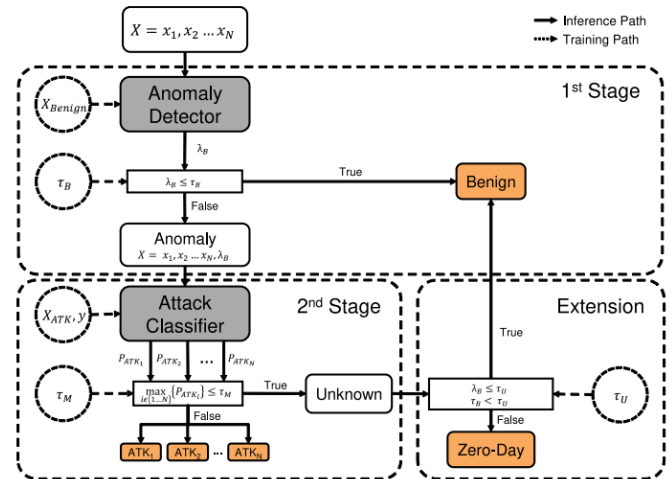 X = x₁, x₂ ... x_N
Inference Path
Training Path
1st Stage
X_Benign
Anomaly
Detector
λ_B
τ_B
λ_B ≤ τ_B
True
Benign
False
Anomaly
X = x₁, x₂ ... x_N, λ_B
2nd Stage
Extension
X_ATK, y
Attack
Classifier
P_ATK₁
P_ATK₂
...
P_ATK_N
True
τ_M
max
i∈[1...N]
{P_ATKᵢ} ≤ τ_M
True
Unknown
λ_B ≤ τ_U
τ_B < τ_U
τ_U
False
False
ATK₁
ATK₂
...
ATK_N
Zero-Day